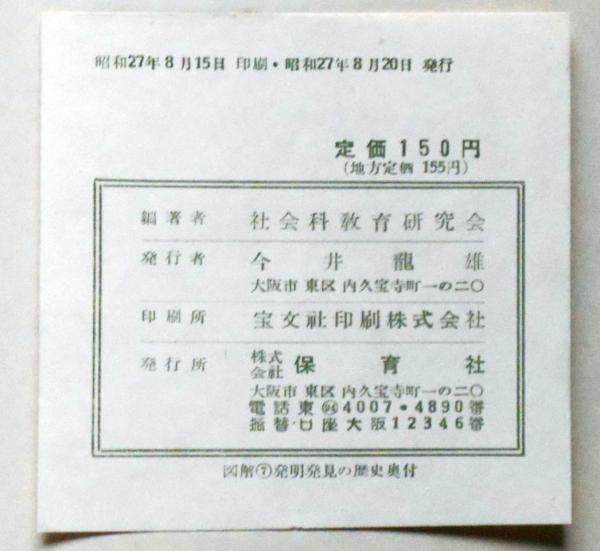 昭和27年8月15日 印刷・昭和27年8月20日 発行
定価150円
（地方定価 155円）
編著者 社会科教育研究会
発行者 今井龍雄
大阪市 東区 内久宝寺町一の二〇
印刷所 宝文社印刷株式会社
発行所 株式会社 保育社
大阪市 東区 内久宝寺町一の二〇
電話東㉔4007・4890番
振替口座大阪12346番
図解⑦発明発見の歴史奥付